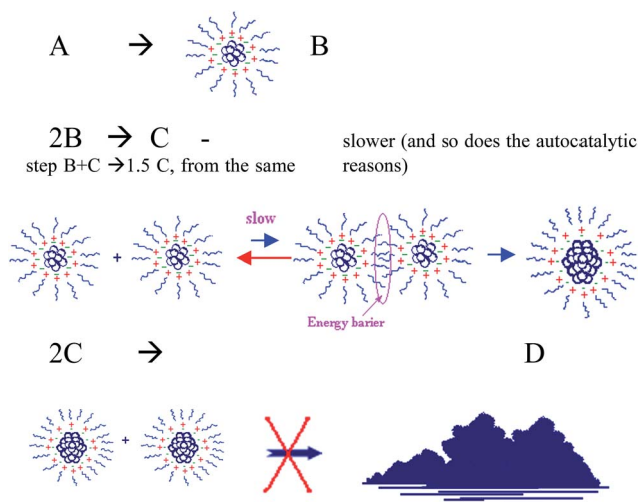 A → B
2B → C - slower (and so does the autocatalytic
step B+C →1.5 C, from the same reasons)
slow
+
Energy barier
2C → D
+